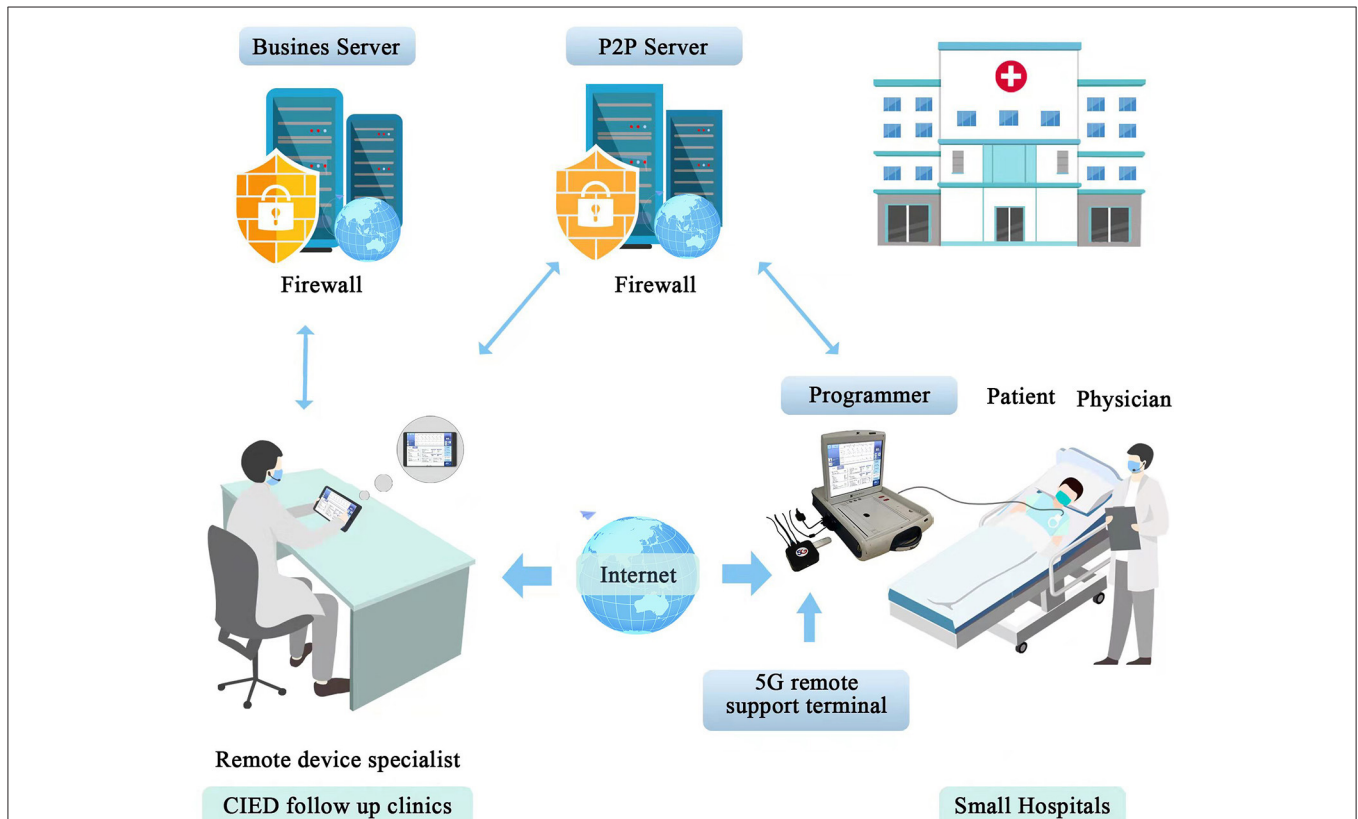 Busines Server
P2P Server
Firewall
Firewall
Programmer
Patient
Physician
Internet
5G
5G remote
support terminal
Remote device specialist
CIED follow up clinics
Small Hospitals